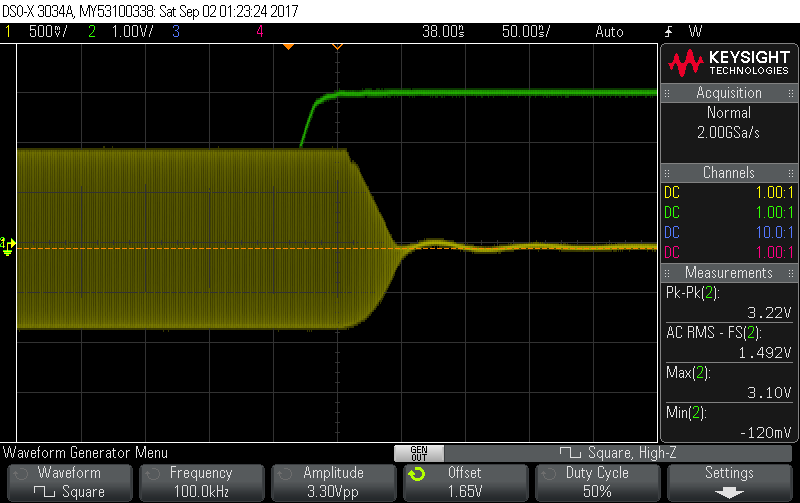 DSO-X 3034A, MY53100338: Sat Sep 02 01:23:24 2017
1 500mV/ 2 1.00V/ 3 4 38.00ns 50.00ns/ Auto W
KEYSIGHT
TECHNOLOGIES
Acquisition
Normal
2.00GSa/s
Channels
DC 1.00:1
DC 1.00:1
DC 10.0:1
DC 1.00:1
Measurements
Pk-Pk(2):
3.22V
AC RMS - FS(2):
1.492V
Max(2):
3.10V
Min(2):
-120mV
Waveform Generator Menu
GEN
OUT
Square, High-Z
Waveform
Square
Frequency
100.0kHz
Amplitude
3.30Vpp
Offset
1.65V
Duty Cycle
50%
Settings